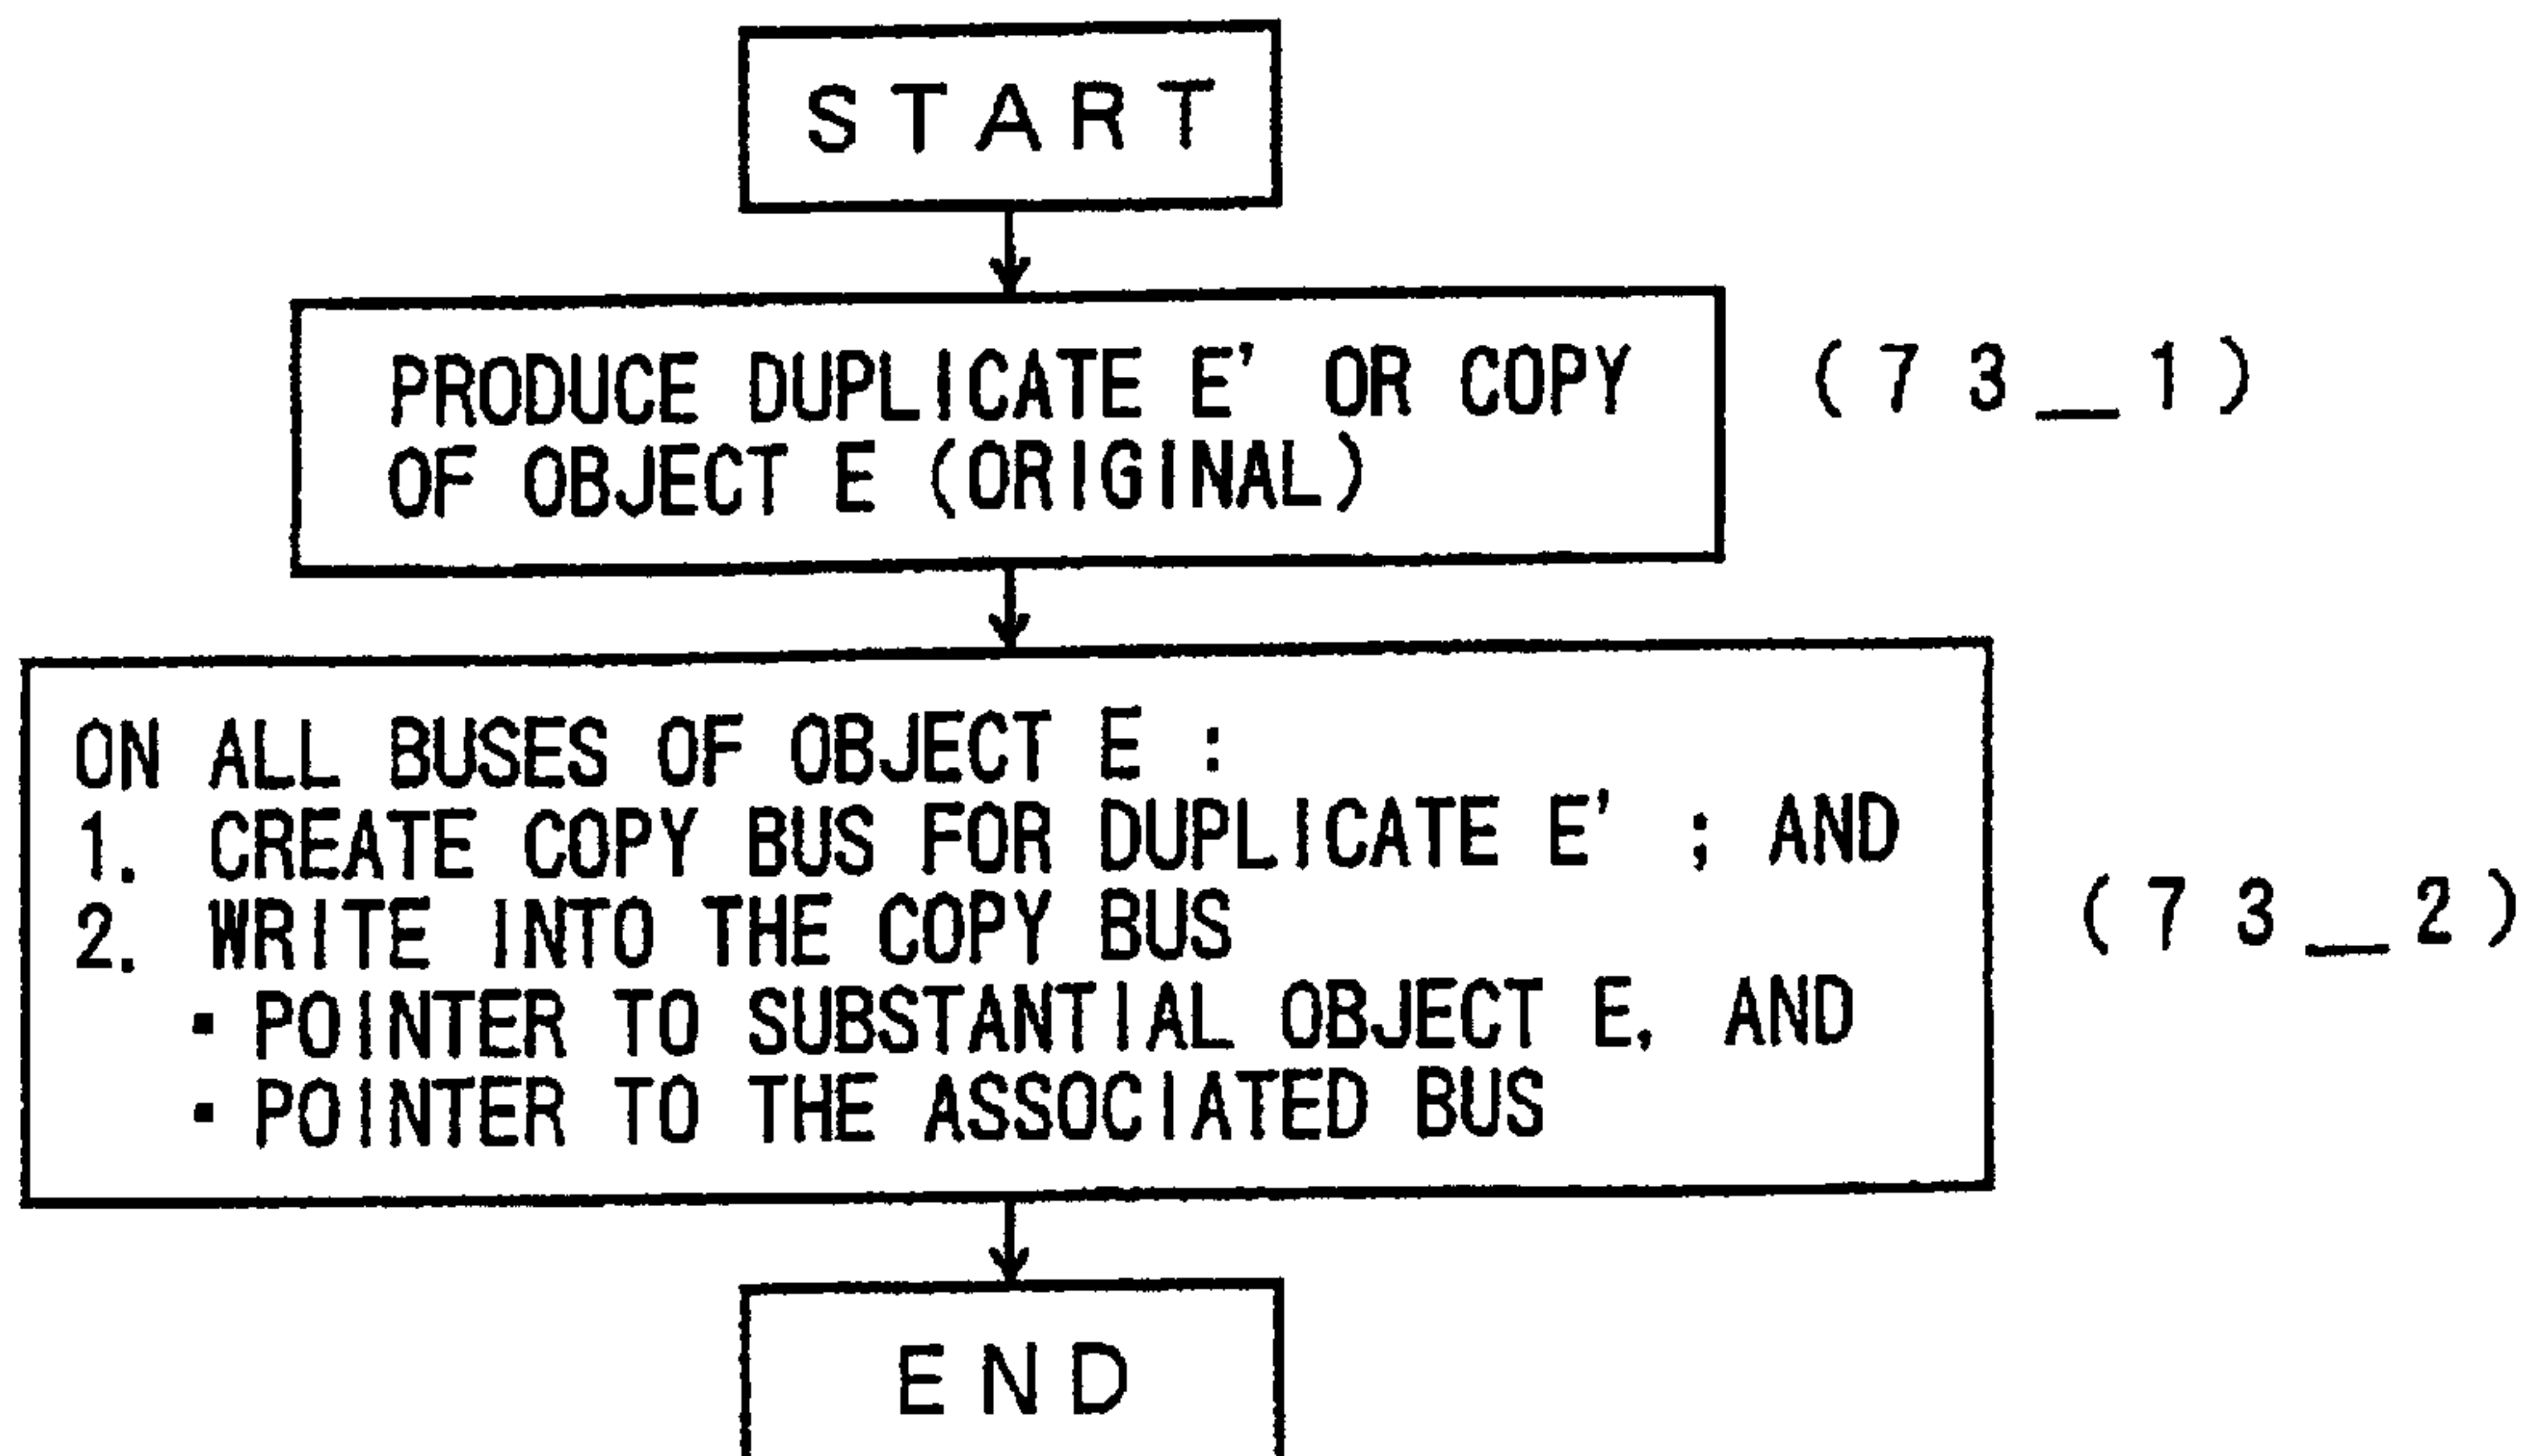 START
PRODUCE DUPLICATE E' OR COPY
OF OBJECT E (ORIGINAL)
(73_1)
ON ALL BUSES OF OBJECT E :
1. CREATE COPY BUS FOR DUPLICATE E' ; AND
2. WRITE INTO THE COPY BUS
▪ POINTER TO SUBSTANTIAL OBJECT E, AND
▪ POINTER TO THE ASSOCIATED BUS
(73_2)
END